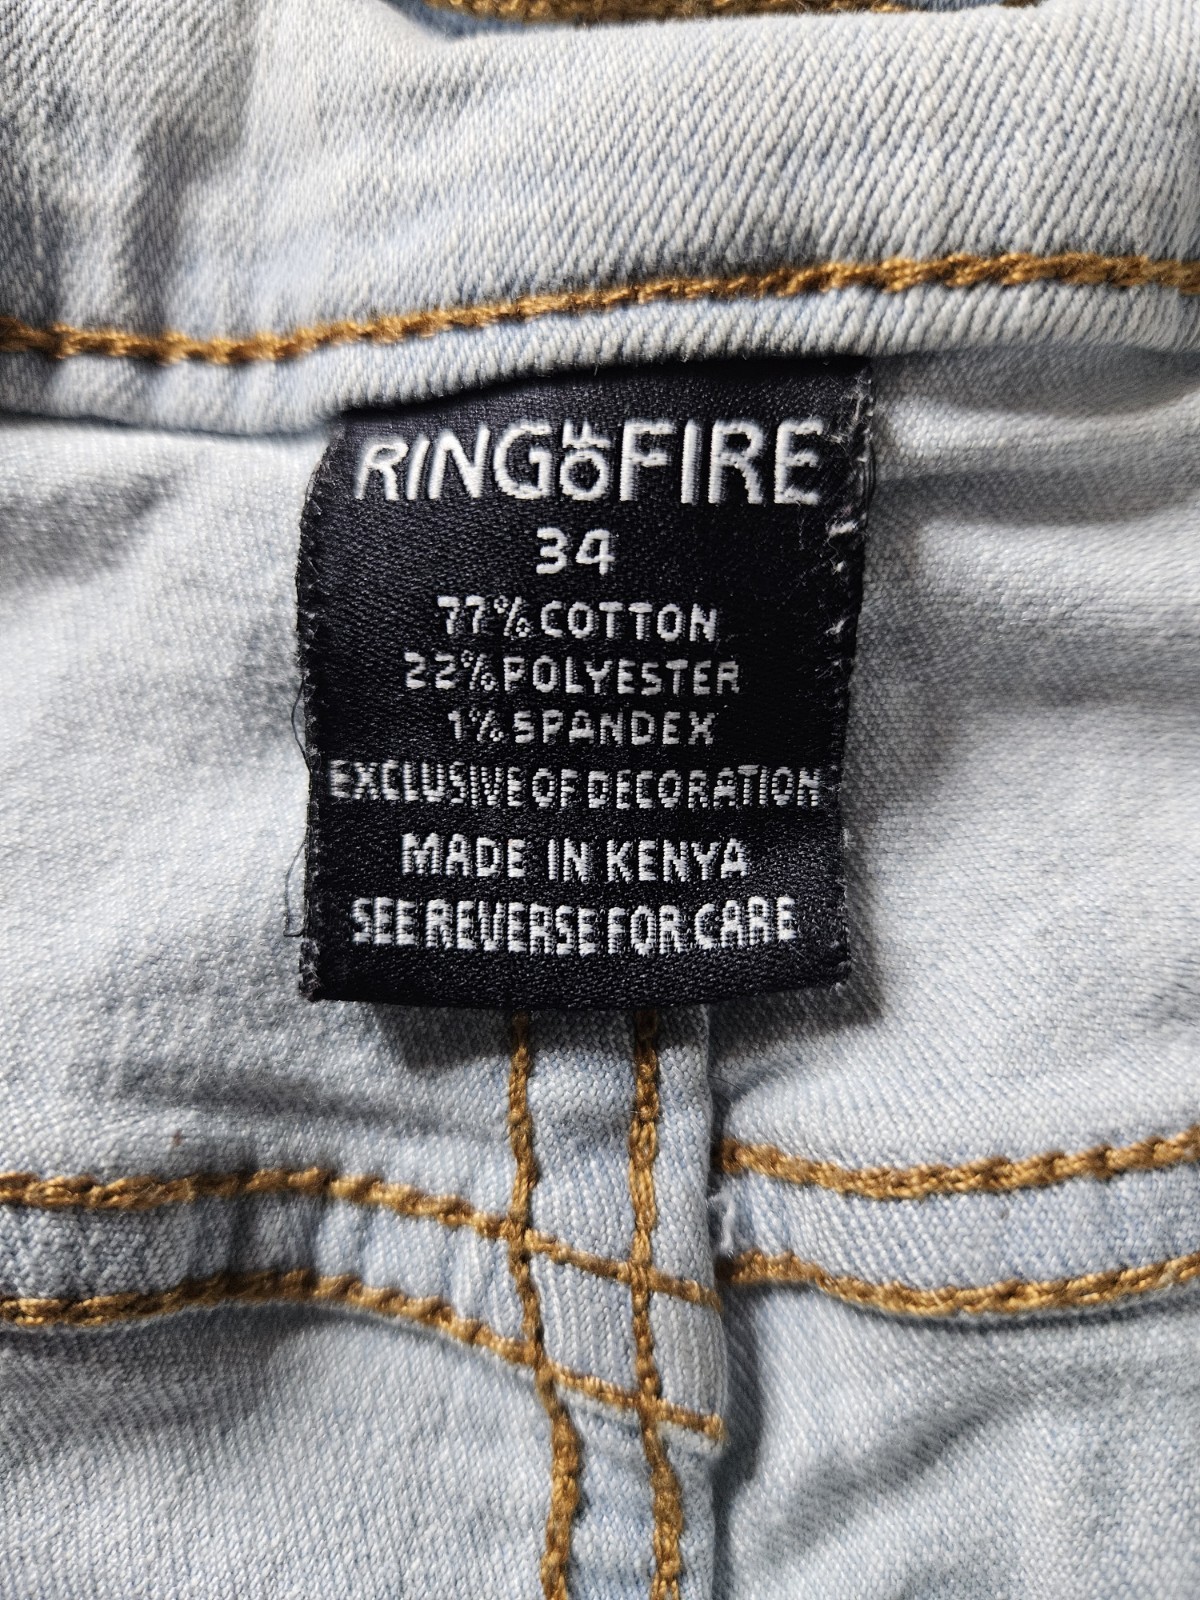 RING OF FIRE
34
77% COTTON
22% POLYESTER
1% SPANDEX
EXCLUSIVE OF DECORATION
MADE IN KENYA
SEE REVERSE FOR CARE